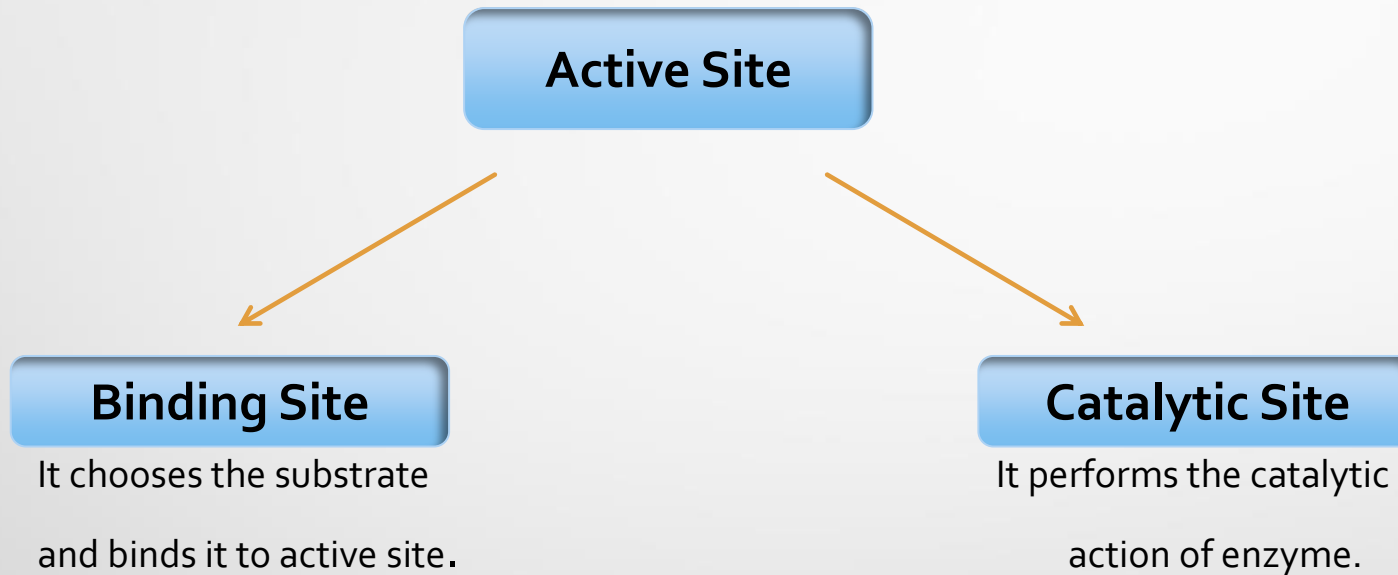 Active Site
Binding Site
It chooses the substrate
and binds it to active site.
Catalytic Site
It performs the catalytic
action of enzyme.